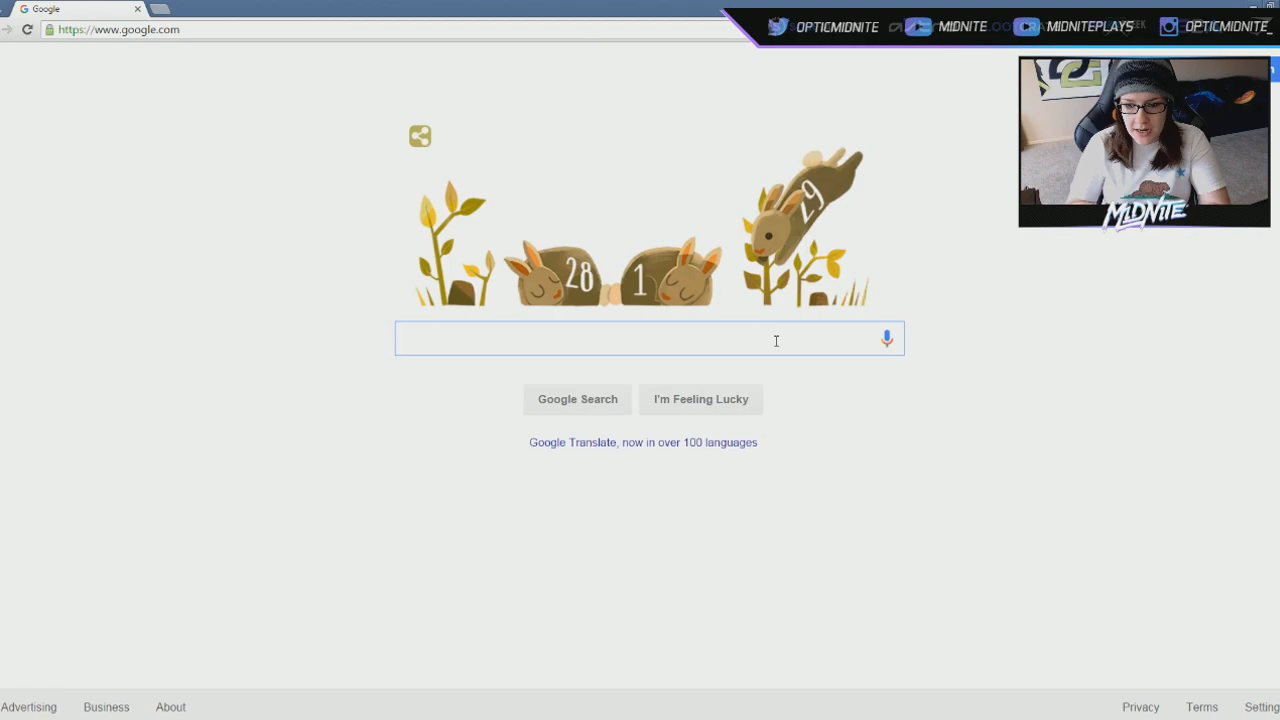 Google
https://www.google.com
OPTICMIDNITE
MIDNITE
MIDNITEPLAYS
OPTICMIDNITE_
MiDNiTE
28
1
29
Google Search
I'm Feeling Lucky
Google Translate, now in over 100 languages
Advertising
Business
About
Privacy
Terms
Setting